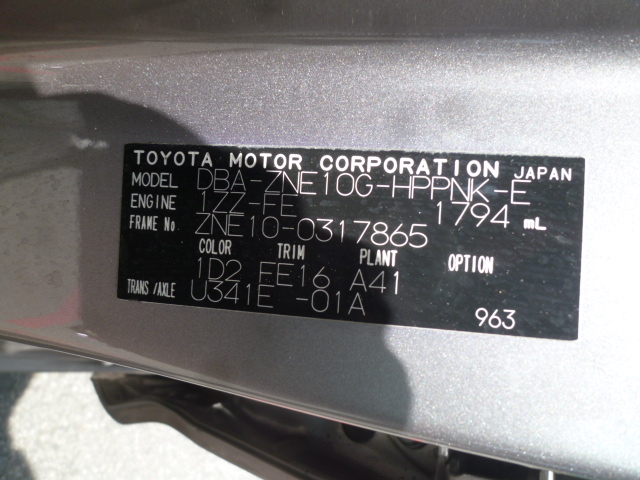 TOYOTA MOTOR CORPORATION JAPAN
MODEL DBA-ZNE10G-HPPNK-E
ENGINE 1ZZ-FE 1794 mL
FRAME No. ZNE10-0317865
COLOR TRIM PLANT OPTION
1D2 FE16 A41
TRANS/AXLE U341E -01A
963